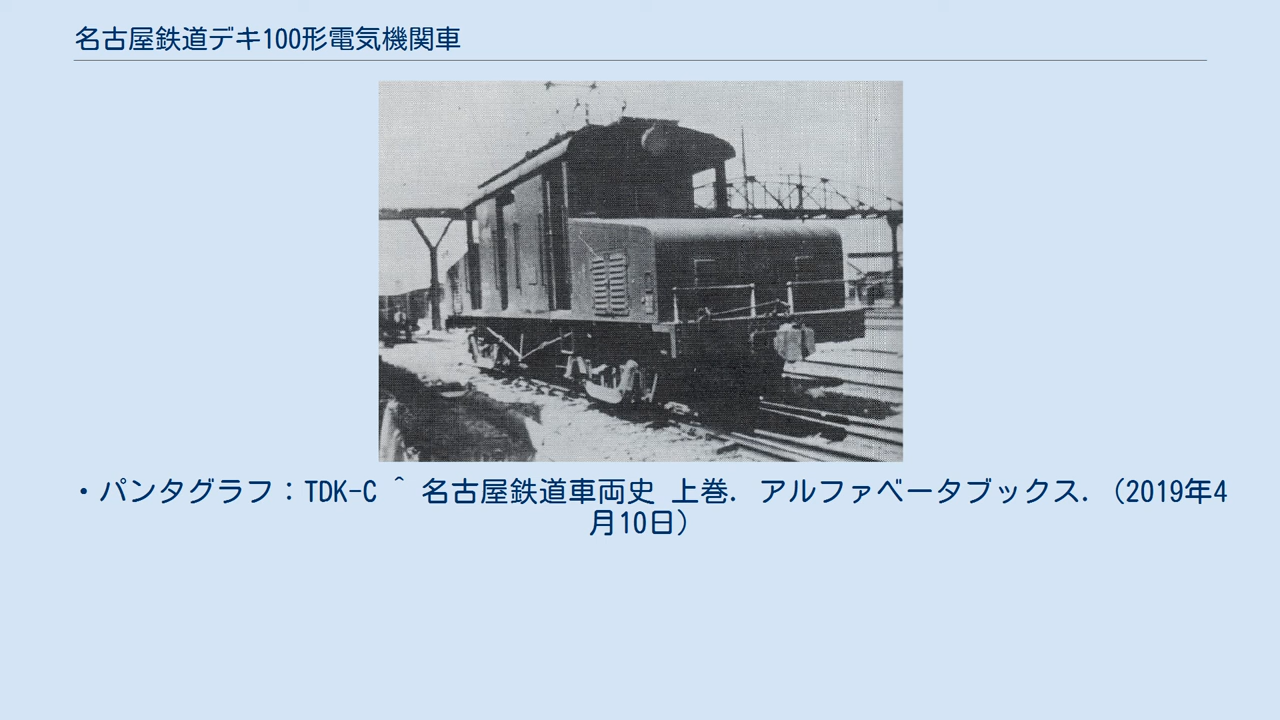 名古屋鉄道デキ100形電気機関車
・パンタグラフ：TDK-C ＾ 名古屋鉄道車両史 上巻. アルファベータブックス. （2019年4
月10日）